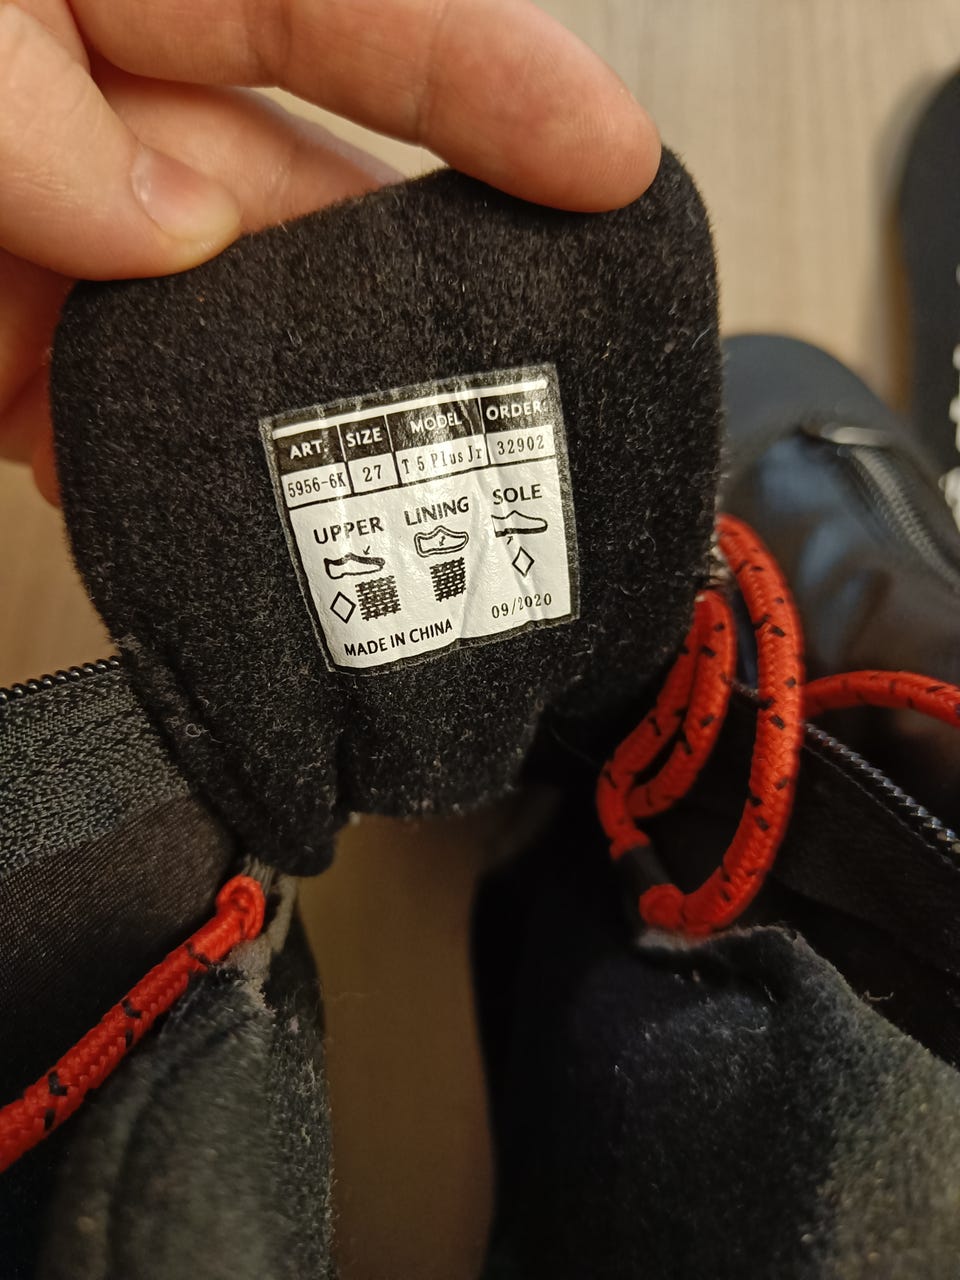 ART. SIZE MODEL ORDER:
5956-6K 27 T 5 Plus Jr 32902
UPPER LINING SOLE
09/2020
MADE IN CHINA